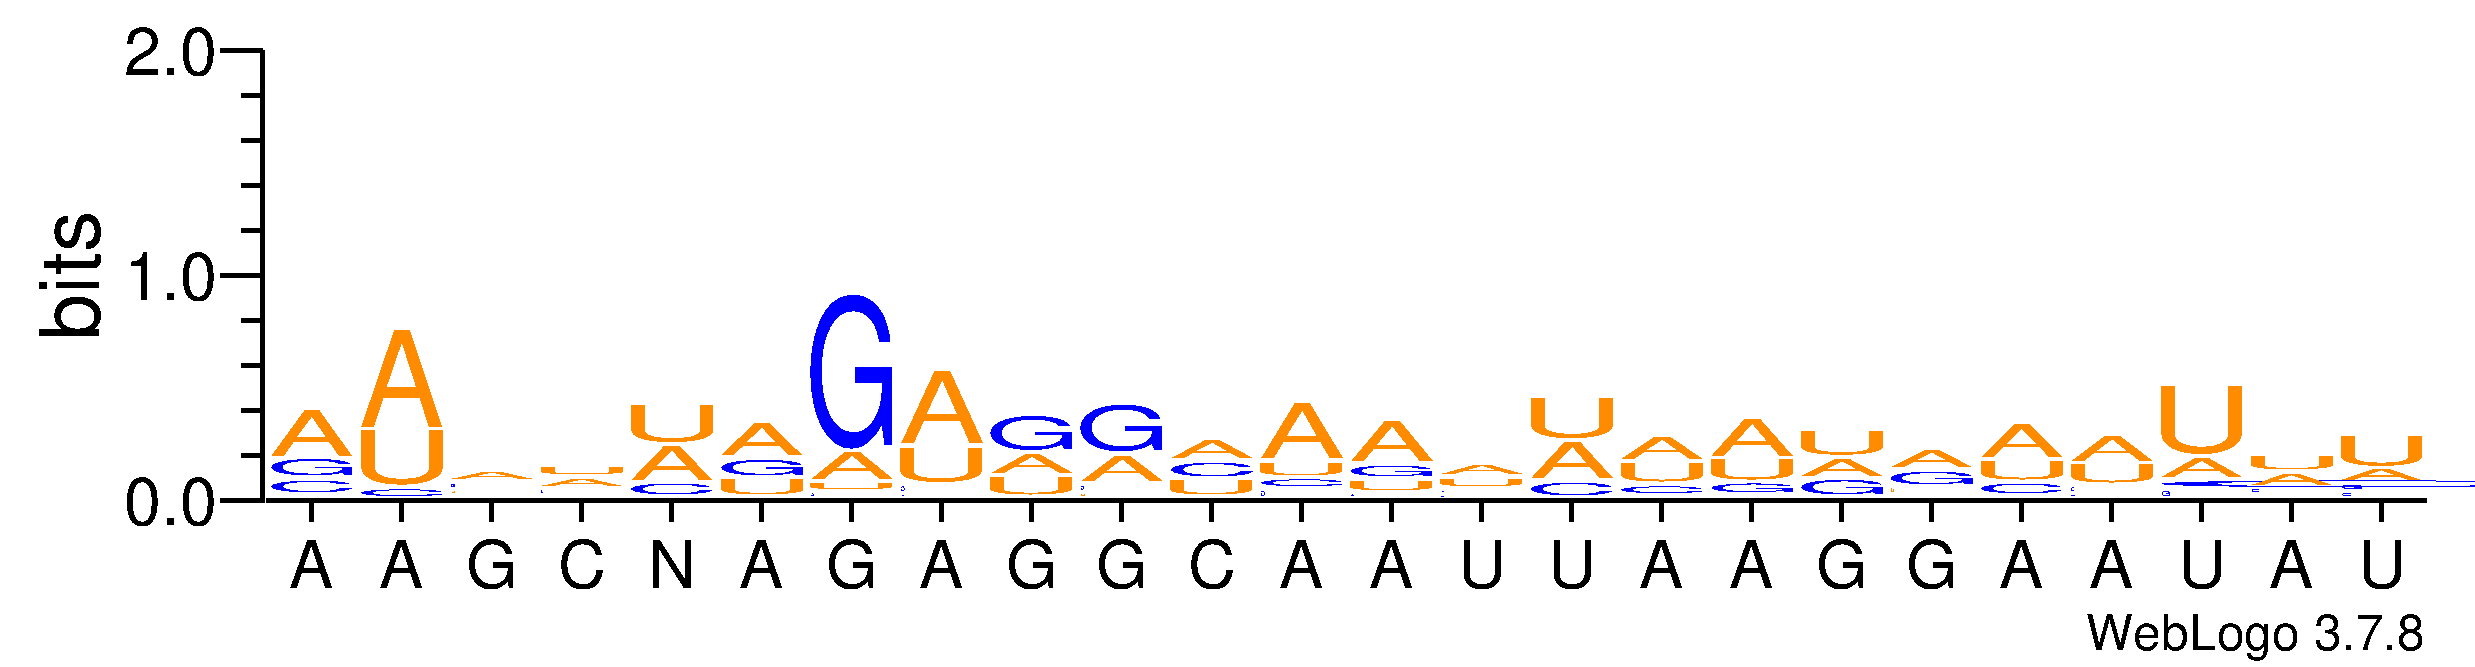 2.0
1.0
0.0
bits
A A G C N A G A G G C A A U U A A G G A A U A U
WebLogo 3.7.8